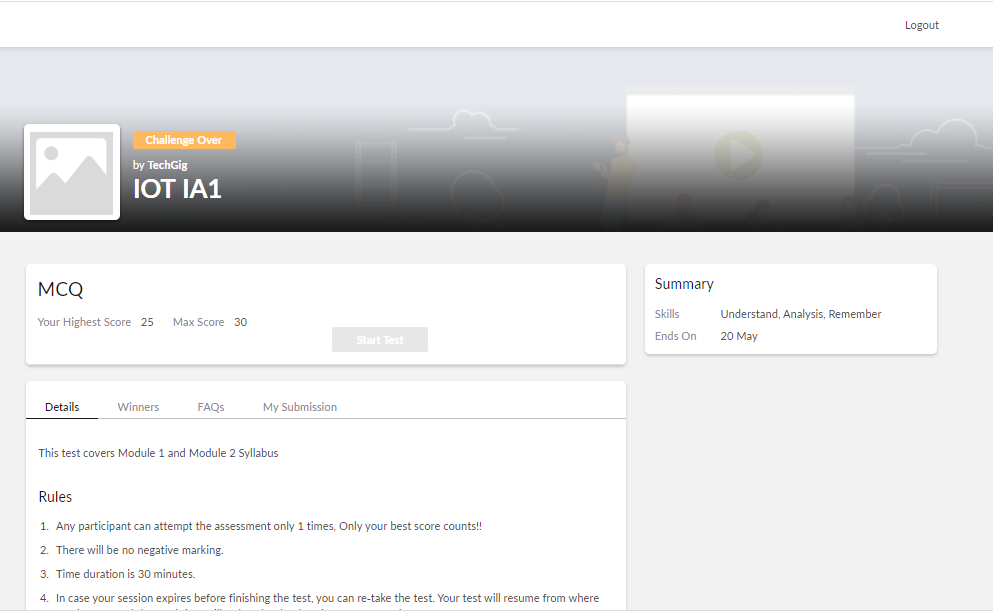 Logout
Challenge Over
by TechGig
IOT IA1
MCQ
Your Highest Score 25 Max Score 30
Start Test
Summary
Skills Understand, Analysis, Remember
Ends On 20 May
Details Winners FAQs My Submission
This test covers Module 1 and Module 2 Syllabus
Rules
1. Any participant can attempt the assessment only 1 times, Only your best score counts!!
2. There will be no negative marking.
3. Time duration is 30 minutes.
4. In case your session expires before finishing the test, you can re-take the test. Your test will resume from where